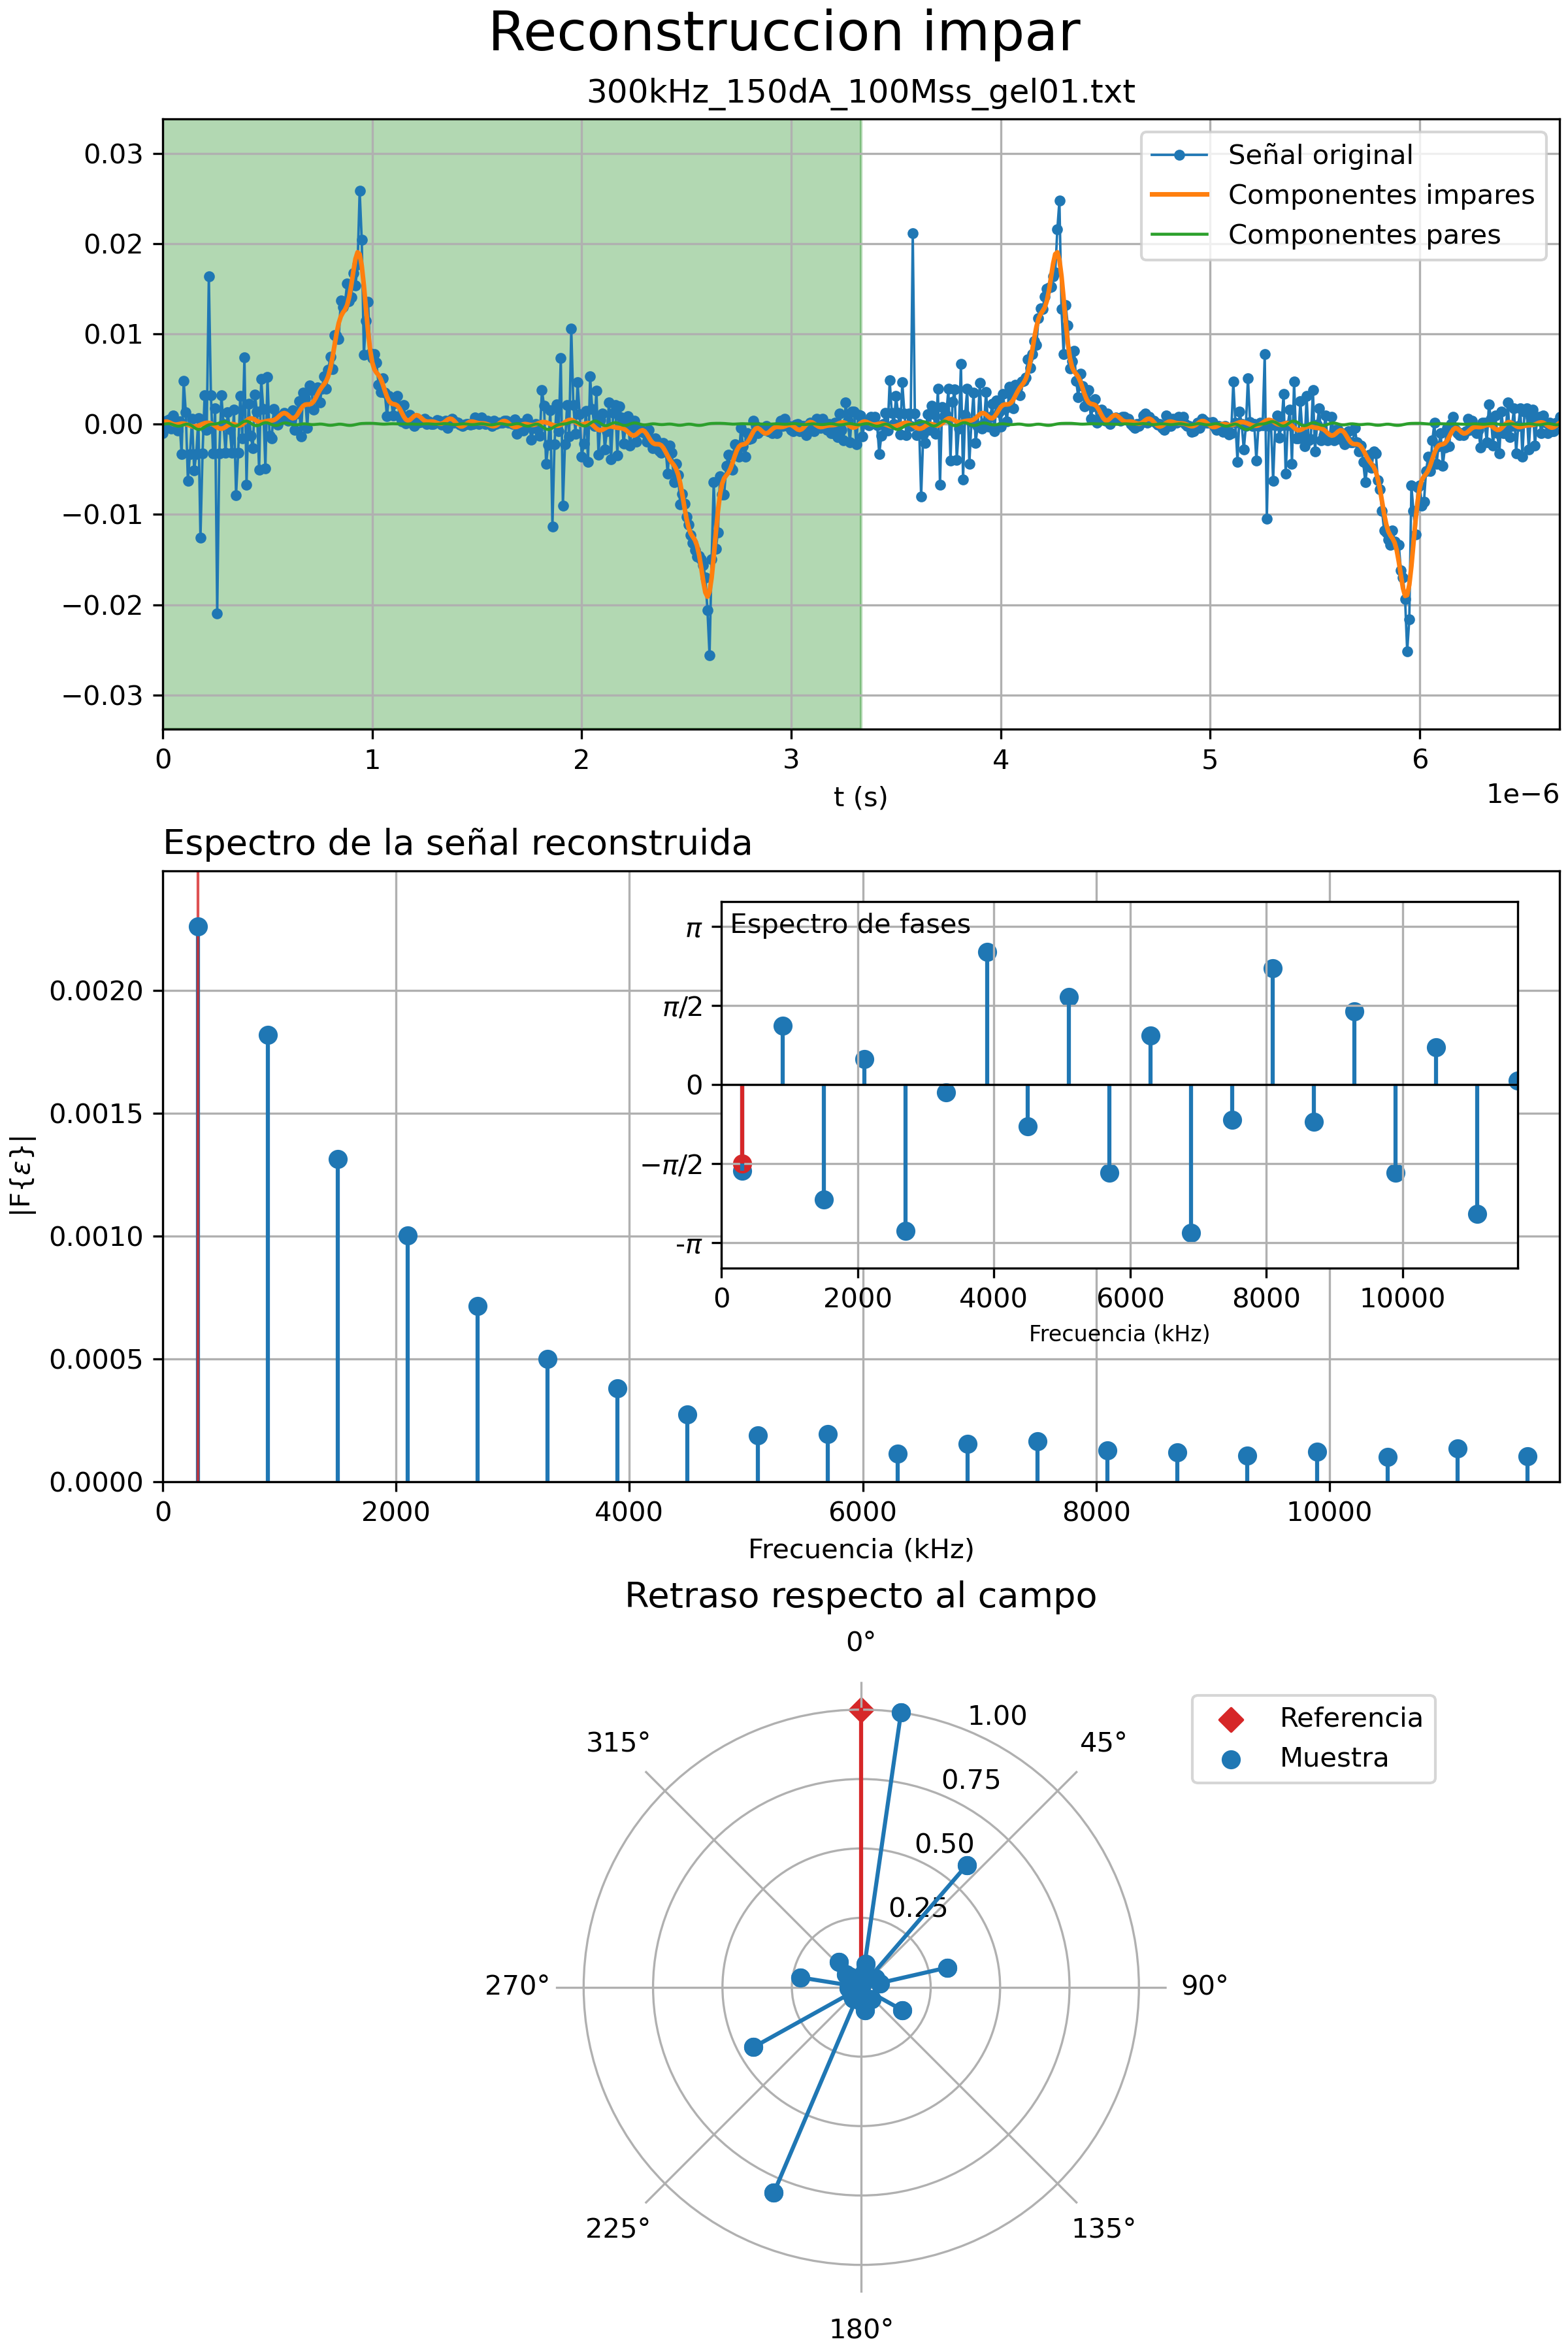 Reconstruccion impar
300kHz_150dA_100Mss_gel01.txt
0.03
0.02
0.01
0.00
−0.01
−0.02
−0.03
Señal original
Componentes impares
Componentes pares
0 1 2 3 4 5 6
t (s)
1e−6
Espectro de la señal reconstruida
|F{ε}|
0.0020
0.0015
0.0010
0.0005
0.0000
Espectro de fases
π
π/2
0
−π/2
-π
0 2000 4000 6000 8000 10000
Frecuencia (kHz)
0 2000 4000 6000 8000 10000
Frecuencia (kHz)
Retraso respecto al campo
0°
45°
90°
135°
180°
225°
270°
315°
1.00
0.75
0.50
0.25
Referencia
Muestra